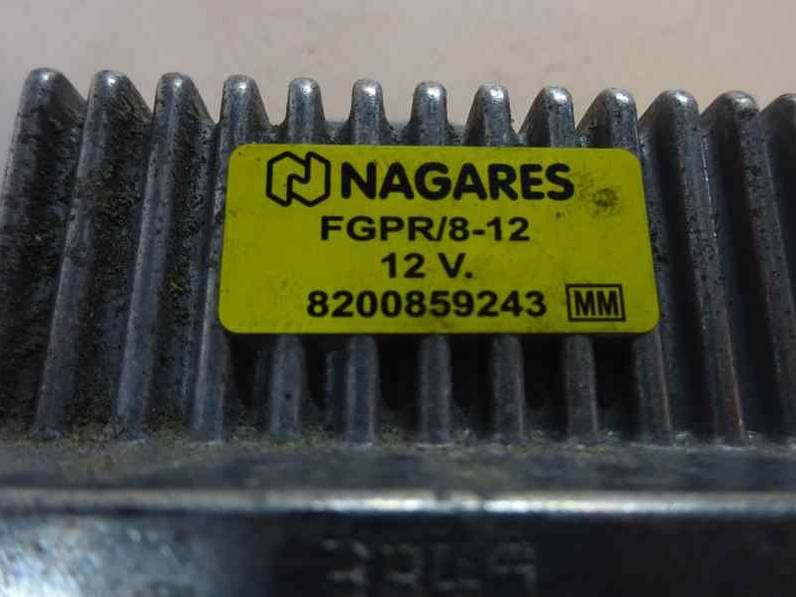 NAGARES
FGPR/8-12
12 V.
8200859243 MM